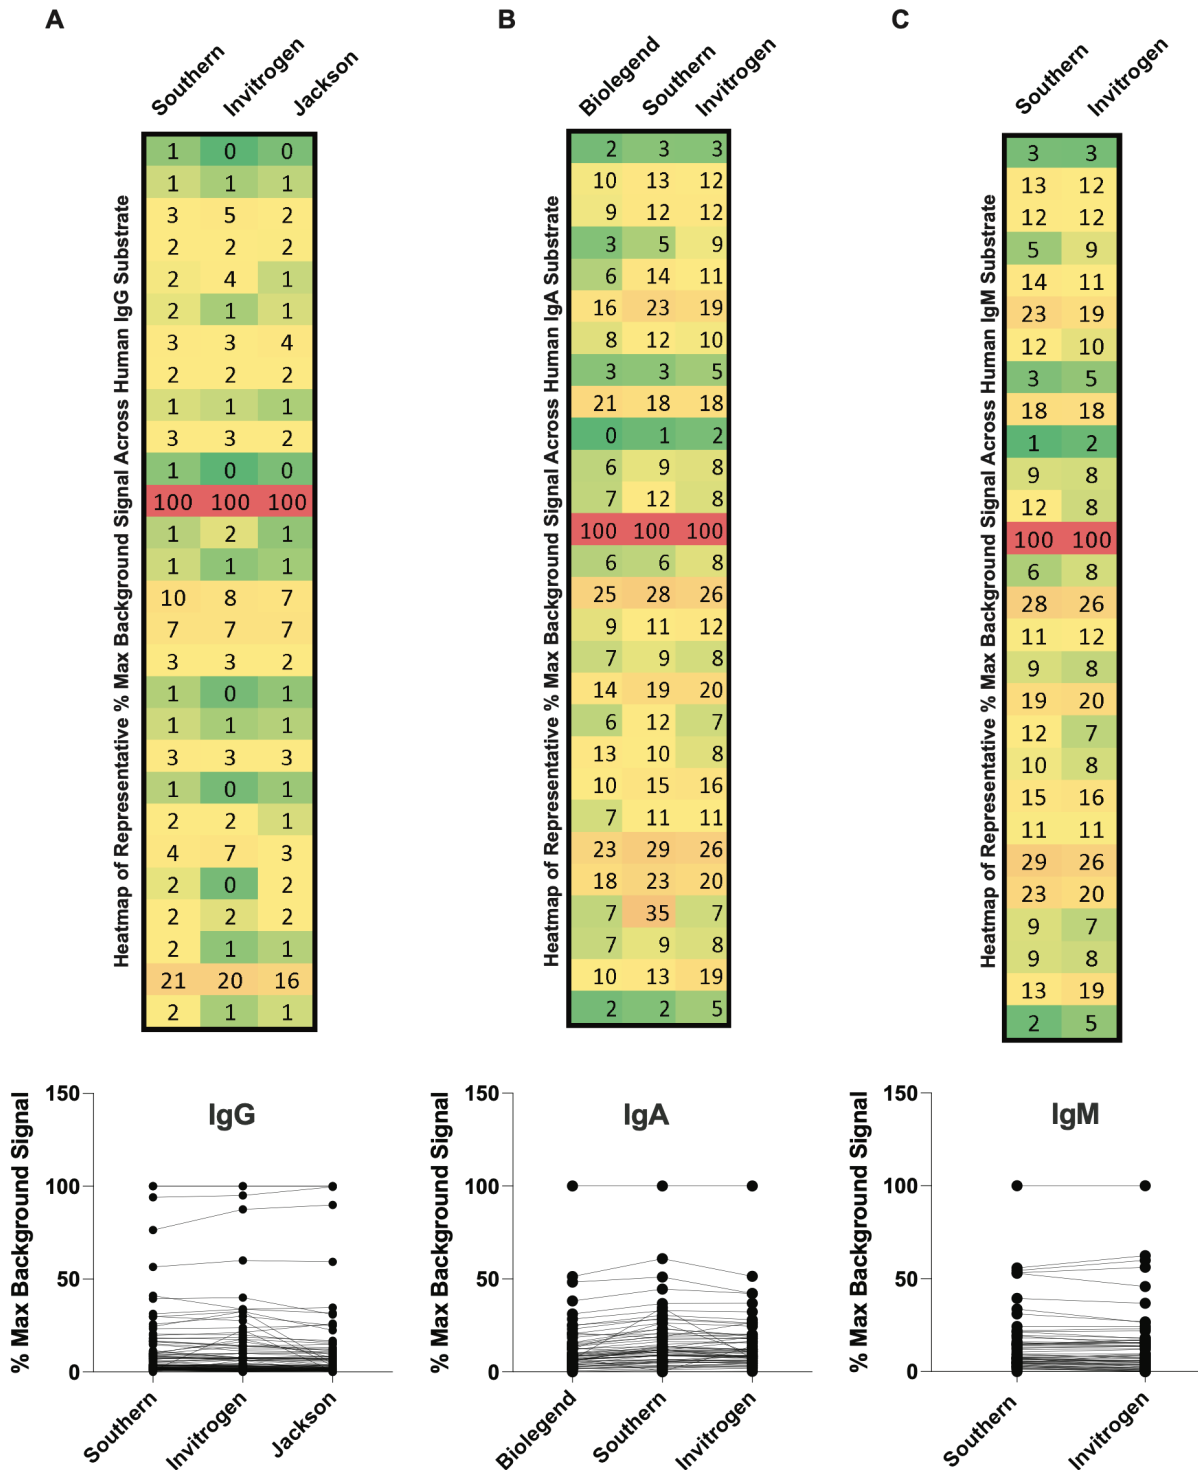 A
B
C
Southern Invitrogen Jackson
Biolegend Southern Invitrogen
Southern Invitrogen
Heatmap of Representative % Max Background Signal Across Human IgG Substrate
1 0 0
1 1 1
3 5 2
2 2 2
2 4 1
2 1 1
3 3 4
2 2 2
1 1 1
3 3 2
1 0 0
100 100 100
1 2 1
1 1 1
10 8 7
7 7 7
3 3 2
1 0 1
1 1 1
3 3 3
1 0 1
2 2 1
4 7 3
2 0 2
2 2 2
2 1 1
21 20 16
2 1 1
Heatmap of Representative % Max Background Signal Across Human IgA Substrate
2 3 3
10 13 12
9 12 12
3 5 9
6 14 11
16 23 19
8 12 10
3 3 5
21 18 18
0 1 2
6 9 8
7 12 8
100 100 100
6 6 8
25 28 26
9 11 12
7 9 8
14 19 20
6 12 7
13 10 8
10 15 16
7 11 11
23 29 26
18 23 20
7 35 7
7 9 8
10 13 19
2 2 5
Heatmap of Representative % Max Background Signal Across Human IgM Substrate
3 3
13 12
12 12
5 9
14 11
23 19
12 10
3 5
18 18
1 2
9 8
12 8
100 100
6 8
28 26
11 12
9 8
19 20
12 7
10 8
15 16
11 11
29 26
23 20
9 7
9 8
13 19
2 5
IgG
% Max Background Signal
150
100
50
0
Southern Invitrogen Jackson
IgA
% Max Background Signal
150
100
50
0
Biolegend Southern Invitrogen
IgM
% Max Background Signal
150
100
50
0
Southern Invitrogen